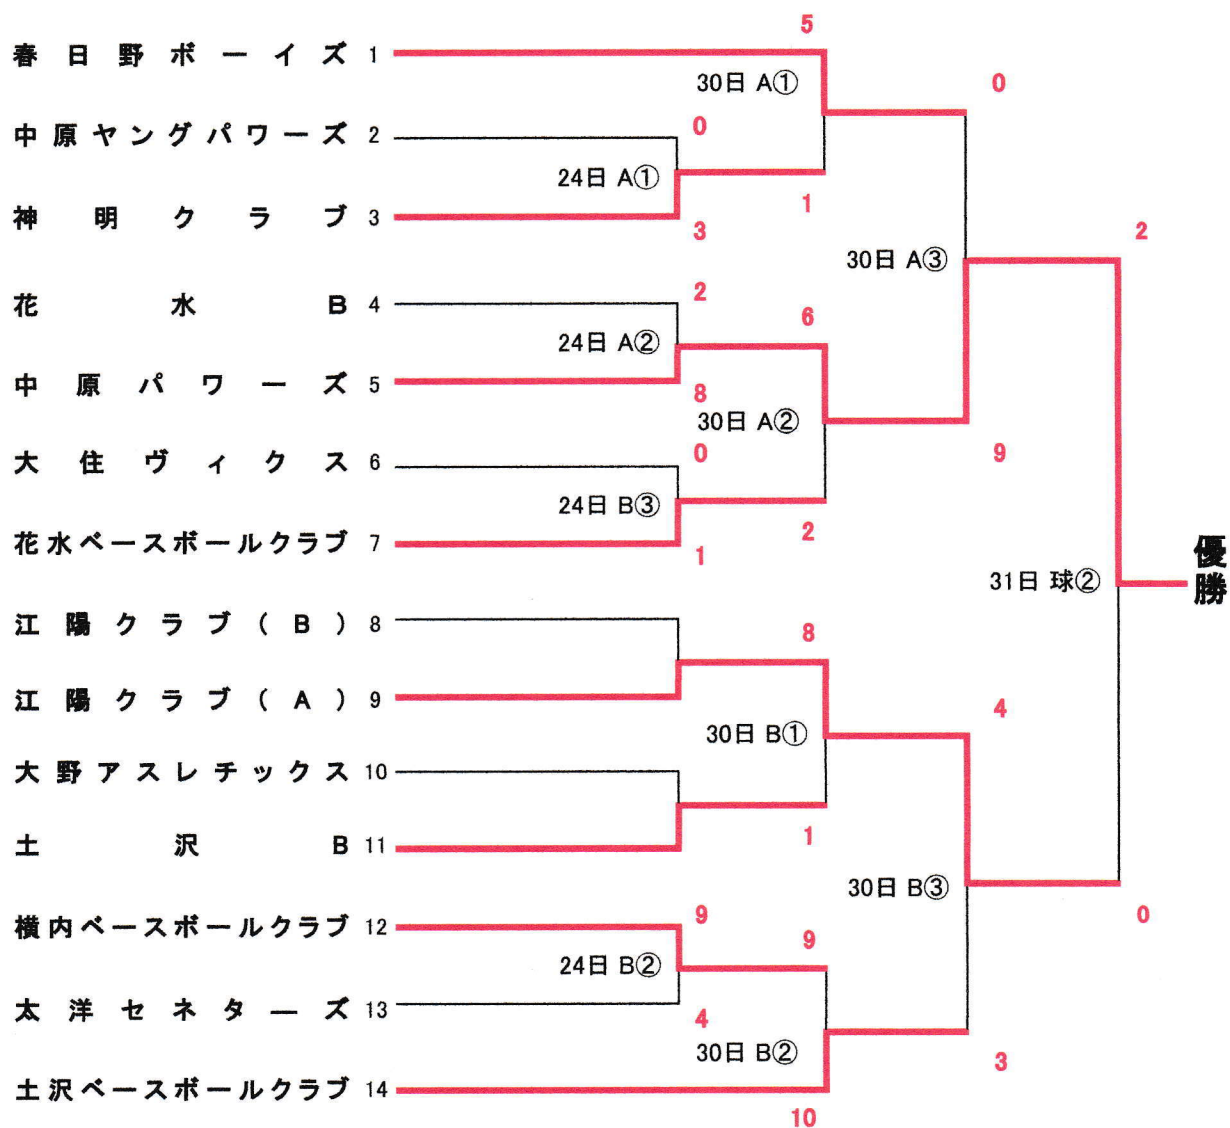 5
春日野ボーイズ 1
30日 A①
0
中原ヤングパワーズ 2
0
24日 A①
神明クラブ 3
1
3
2
30日 A③
花水B 4
2
6
24日 A②
中原パワーズ 5
8
30日 A②
大住ヴィクス 6
0
9
24日 B③
花水ベースボールクラブ 7
1
2
優勝
31日 球②
江陽クラブ(B) 8
8
江陽クラブ(A) 9
4
30日 B①
大野アスレチックス 10
土沢B 11
1
30日 B③
横内ベースボールクラブ 12
9
9
0
24日 B②
太洋セネターズ 13
4
30日 B②
3
土沢ベースボールクラブ 14
10